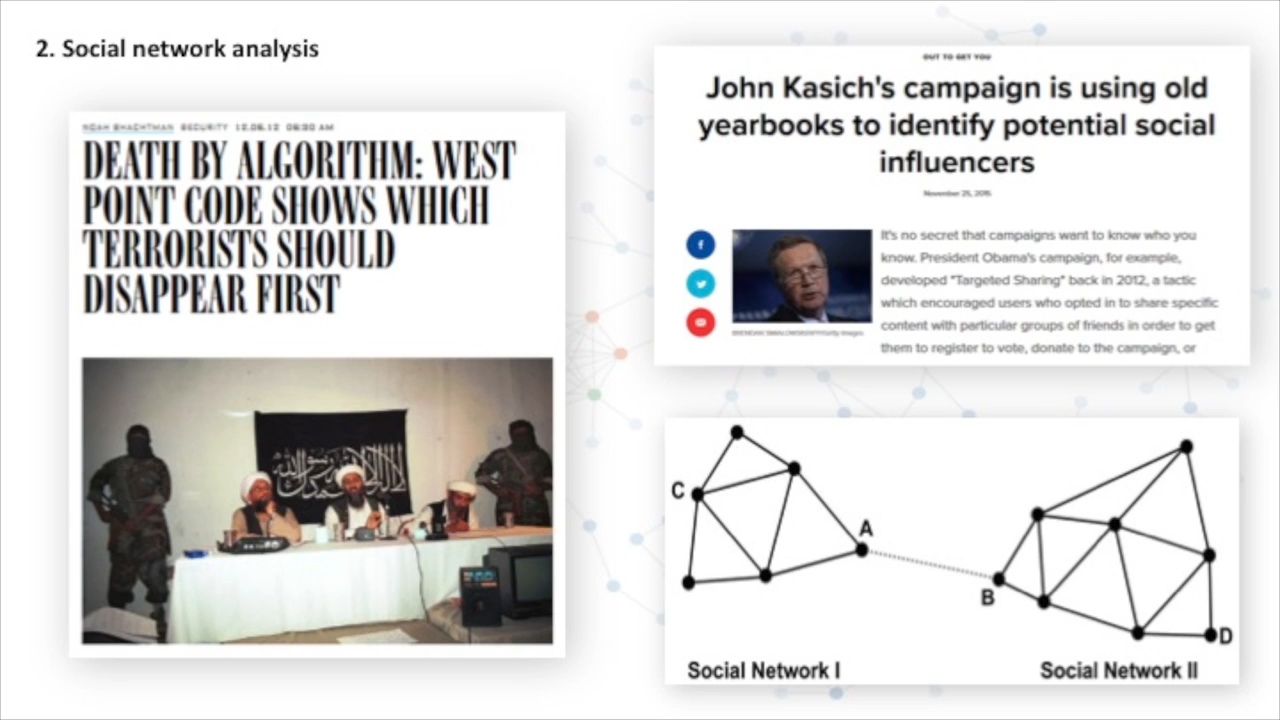 2. Social network analysis
NOAH SHACHTMAN SECURITY 12.06.12 06:30 AM
DEATH BY ALGORITHM: WEST
POINT CODE SHOWS WHICH
TERRORISTS SHOULD
DISAPPEAR FIRST
OUT TO GET YOU
John Kasich's campaign is using old
yearbooks to identify potential social
influencers
November 25, 2015
It's no secret that campaigns want to know who you
know. President Obama's campaign, for example,
developed "Targeted Sharing" back in 2012, a tactic
which encouraged users who opted in to share specific
content with particular groups of friends in order to get
them to register to vote, donate to the campaign, or
C
A
B
D
Social Network I
Social Network II